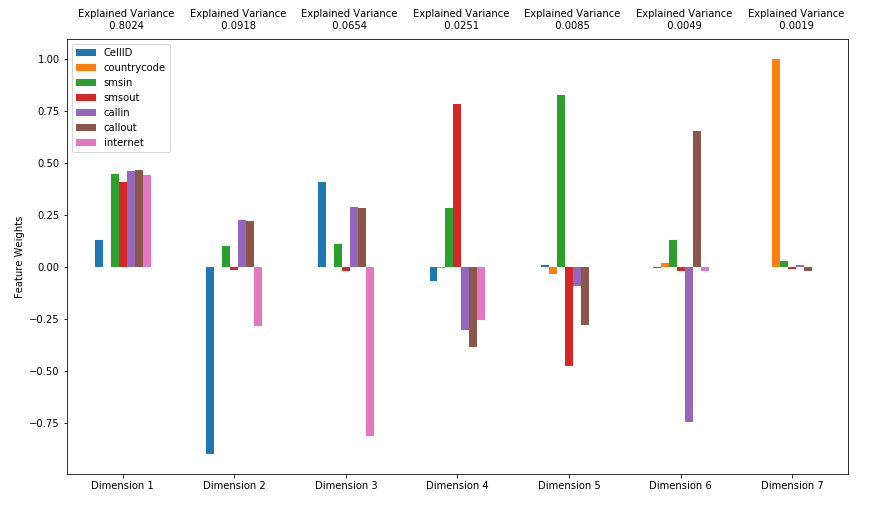 Explained Variance Explained Variance Explained Variance Explained Variance Explained Variance Explained Variance Explained Variance
0.8024 0.0918 0.0654 0.0251 0.0085 0.0049 0.0019
CellID
countrycode
smsin
smsout
callin
callout
internet
1.00
0.75
0.50
0.25
0.00
−0.25
−0.50
−0.75
Feature Weights
Dimension 1 Dimension 2 Dimension 3 Dimension 4 Dimension 5 Dimension 6 Dimension 7